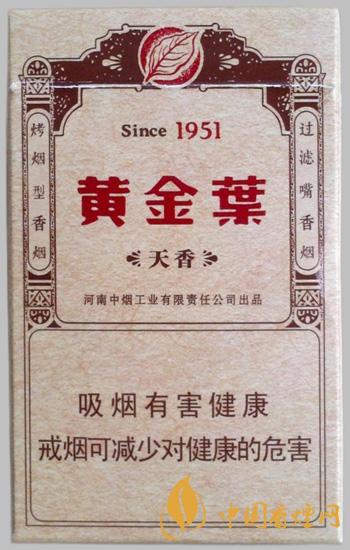 Since 1951
黄金葉
天香
烤烟型香烟
过滤嘴香烟
河南中烟工业有限责任公司出品
吸烟有害健康
戒烟可减少对健康的危害
中国香烟网